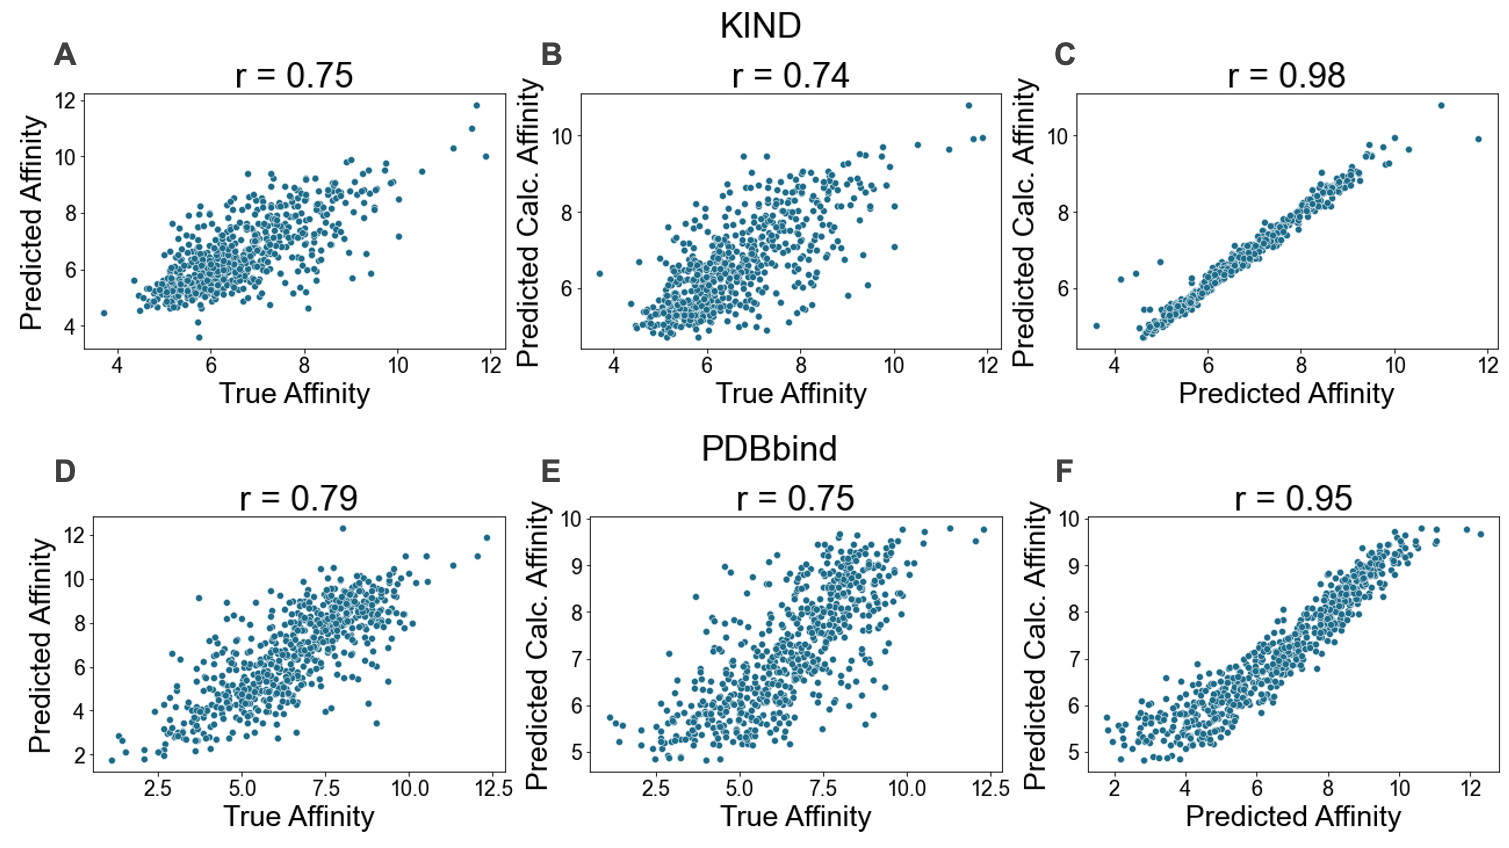 KIND
A
B
C
r = 0.75
r = 0.74
r = 0.98
Predicted Affinity
12
10
8
6
4
4
6
8
10
12
True Affinity
Predicted Calc. Affinity
10
8
6
4
6
8
10
12
True Affinity
Predicted Calc. Affinity
10
8
6
4
6
8
10
12
Predicted Affinity
PDBbind
D
E
F
r = 0.79
r = 0.75
r = 0.95
Predicted Affinity
12
10
8
6
4
2
2.5
5.0
7.5
10.0
12.5
True Affinity
Predicted Calc. Affinity
10
9
8
7
6
5
2.5
5.0
7.5
10.0
12.5
True Affinity
Predicted Calc. Affinity
10
9
8
7
6
5
2
4
6
8
10
12
Predicted Affinity